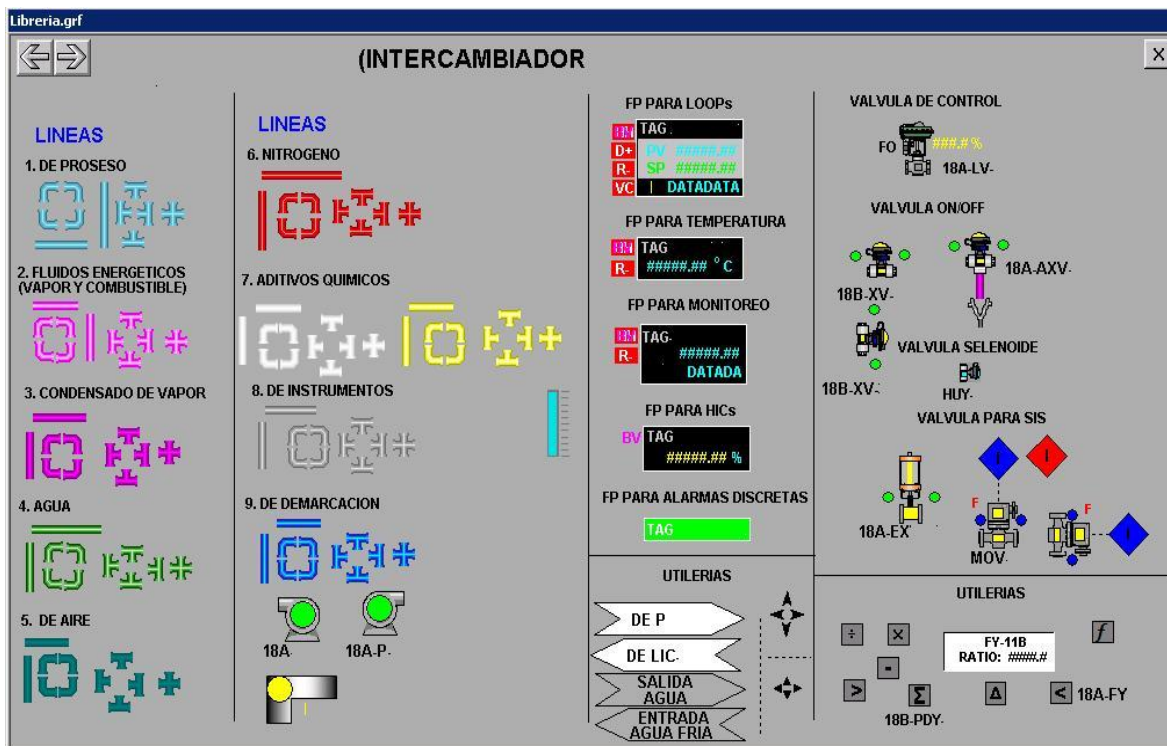 Libreria.grf
(INTERCAMBIADOR
X
LINEAS
1. DE PROSESO
2. FLUIDOS ENERGETICOS
(VAPOR Y COMBUSTIBLE)
3. CONDENSADO DE VAPOR
4. AGUA
5. DE AIRE
LINEAS
6. NITROGENO
7. ADITIVOS QUIMICOS
8. DE INSTRUMENTOS
9. DE DEMARCACION
18A-
18A-P-
FP PARA LOOPs
TAG.
D+ PV #####.##
R- SP #####.##
VC | DATADATA
FP PARA TEMPERATURA
TAG
R- #####.## °C
FP PARA MONITOREO
TAG-
R- #####.##
DATADA
FP PARA HICs
BV TAG
#####.## %
FP PARA ALARMAS DISCRETAS
TAG
UTILERIAS
DE P
DE LIC-
SALIDA
AGUA
ENTRADA
AGUA FRIA
VALVULA DE CONTROL
FO ###.# %
18A-LV-
VALVULA ON/OFF
18B-XV-
18A-AXV-
VALVULA SELENOIDE
18B-XV-
HUY-
VALVULA PARA SIS
I I
F
18A-EX
MOV-
F
I
UTILERIAS
÷ × - > Σ Δ <
FY-11B
RATIO: ####.#
f
18A-FY
18B-PDY-